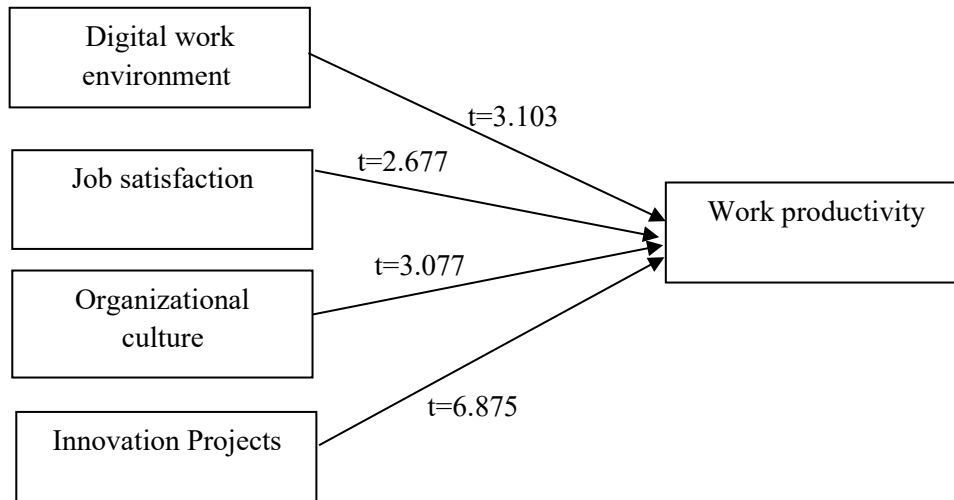 Digital work
environment
t=3.103
Job satisfaction
t=2.677
Work productivity
Organizational
culture
t=3.077
Innovation Projects
t=6.875